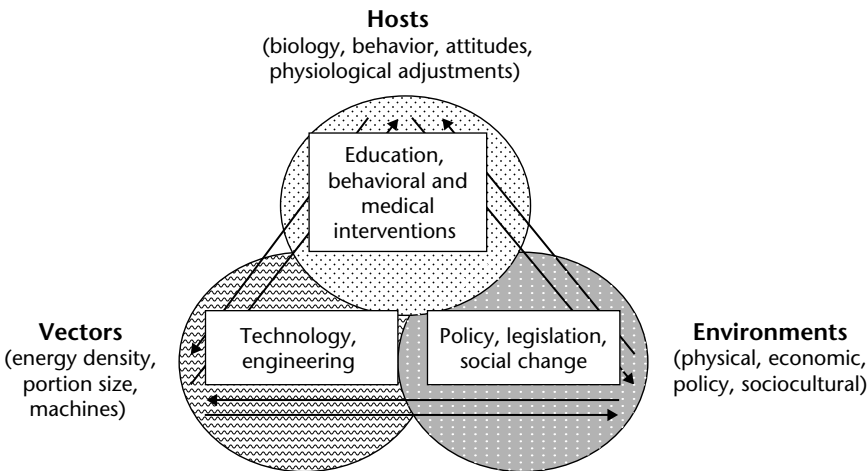 Hosts
(biology, behavior, attitudes,
physiological adjustments)
Education,
behavioral and
medical
interventions
Vectors
(energy density,
portion size,
machines)
Technology,
engineering
Policy, legislation,
social change
Environments
(physical, economic,
policy, sociocultural)